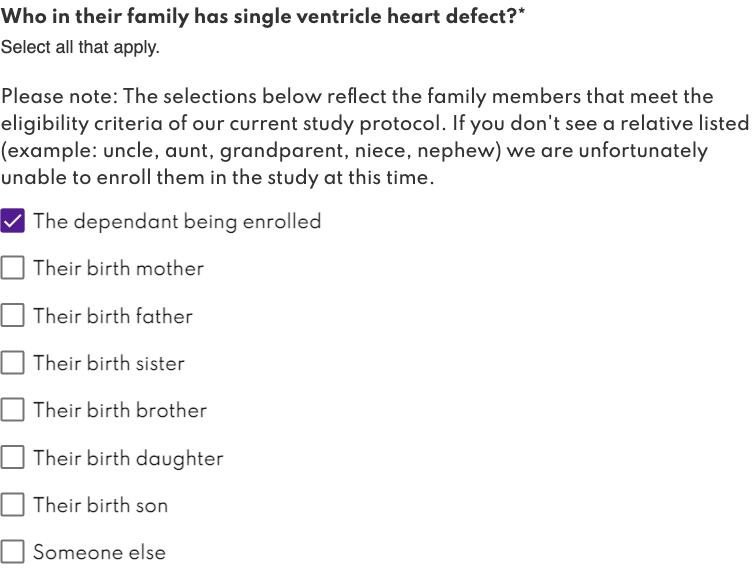 Who in their family has single ventricle heart defect?*
Select all that apply.
Please note: The selections below reflect the family members that meet the
eligibility criteria of our current study protocol. If you don't see a relative listed
(example: uncle, aunt, grandparent, niece, nephew) we are unfortunately
unable to enroll them in the study at this time.
The dependant being enrolled
Their birth mother
Their birth father
Their birth sister
Their birth brother
Their birth daughter
Their birth son
Someone else